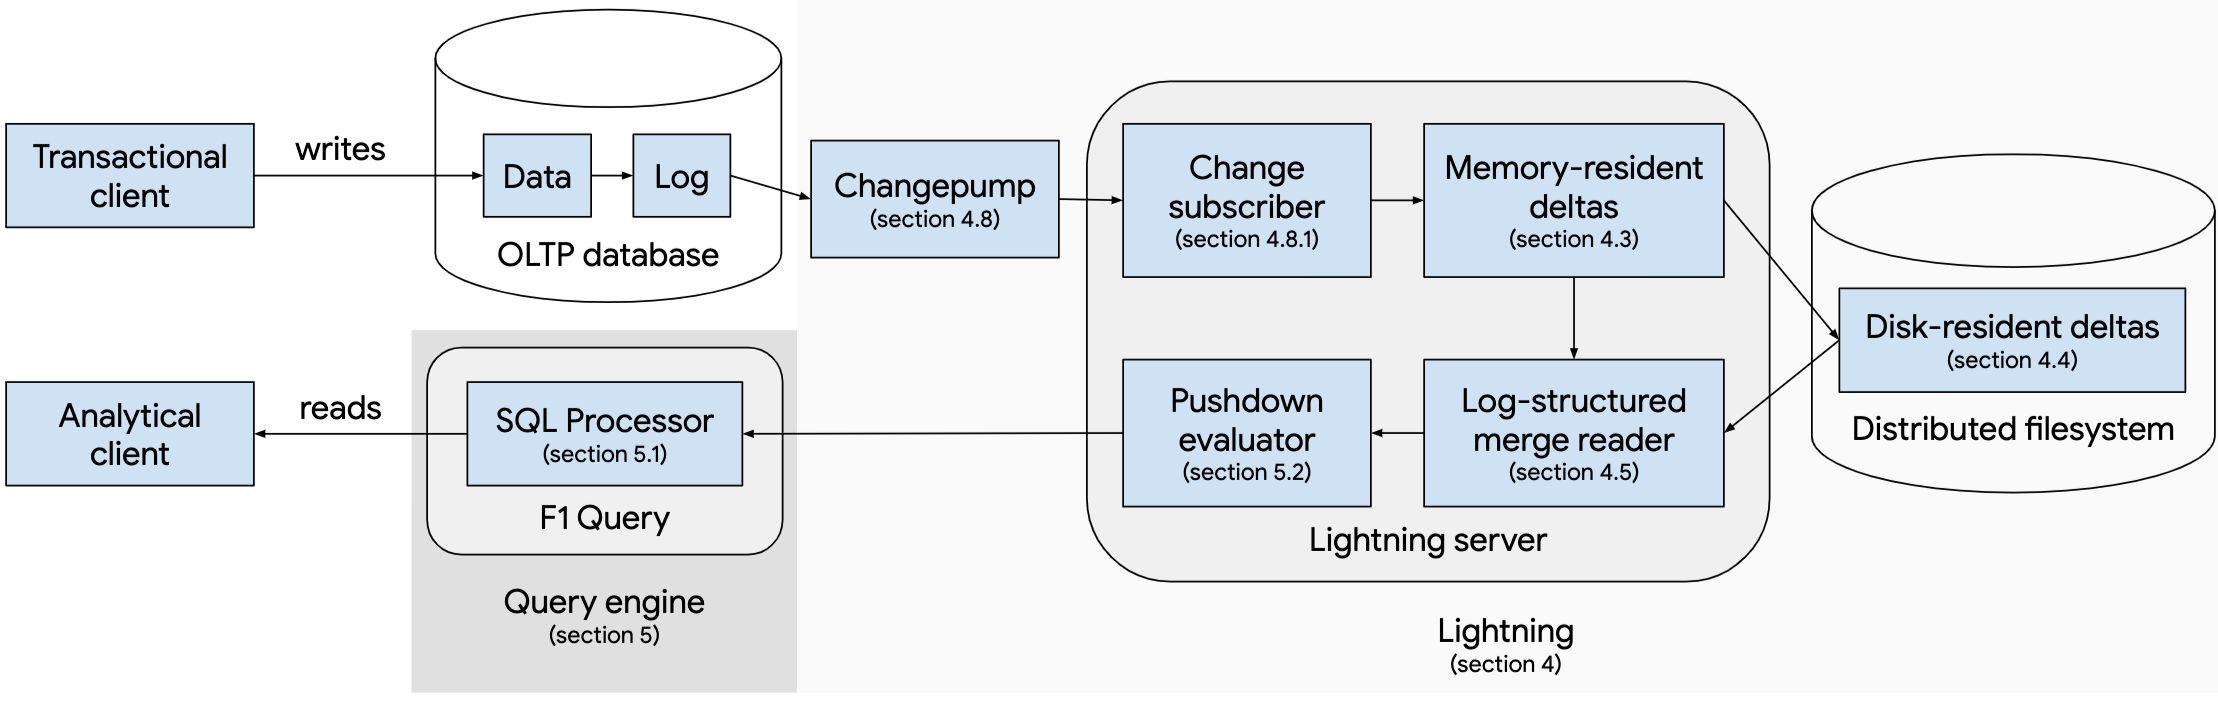 Transactional
client
writes
Data
Log
OLTP database
Changepump
(section 4.8)
Change
subscriber
(section 4.8.1)
Memory-resident
deltas
(section 4.3)
Disk-resident deltas
(section 4.4)
Distributed filesystem
Log-structured
merge reader
(section 4.5)
Pushdown
evaluator
(section 5.2)
Lightning server
Lightning
(section 4)
SQL Processor
(section 5.1)
F1 Query
Query engine
(section 5)
reads
Analytical
client